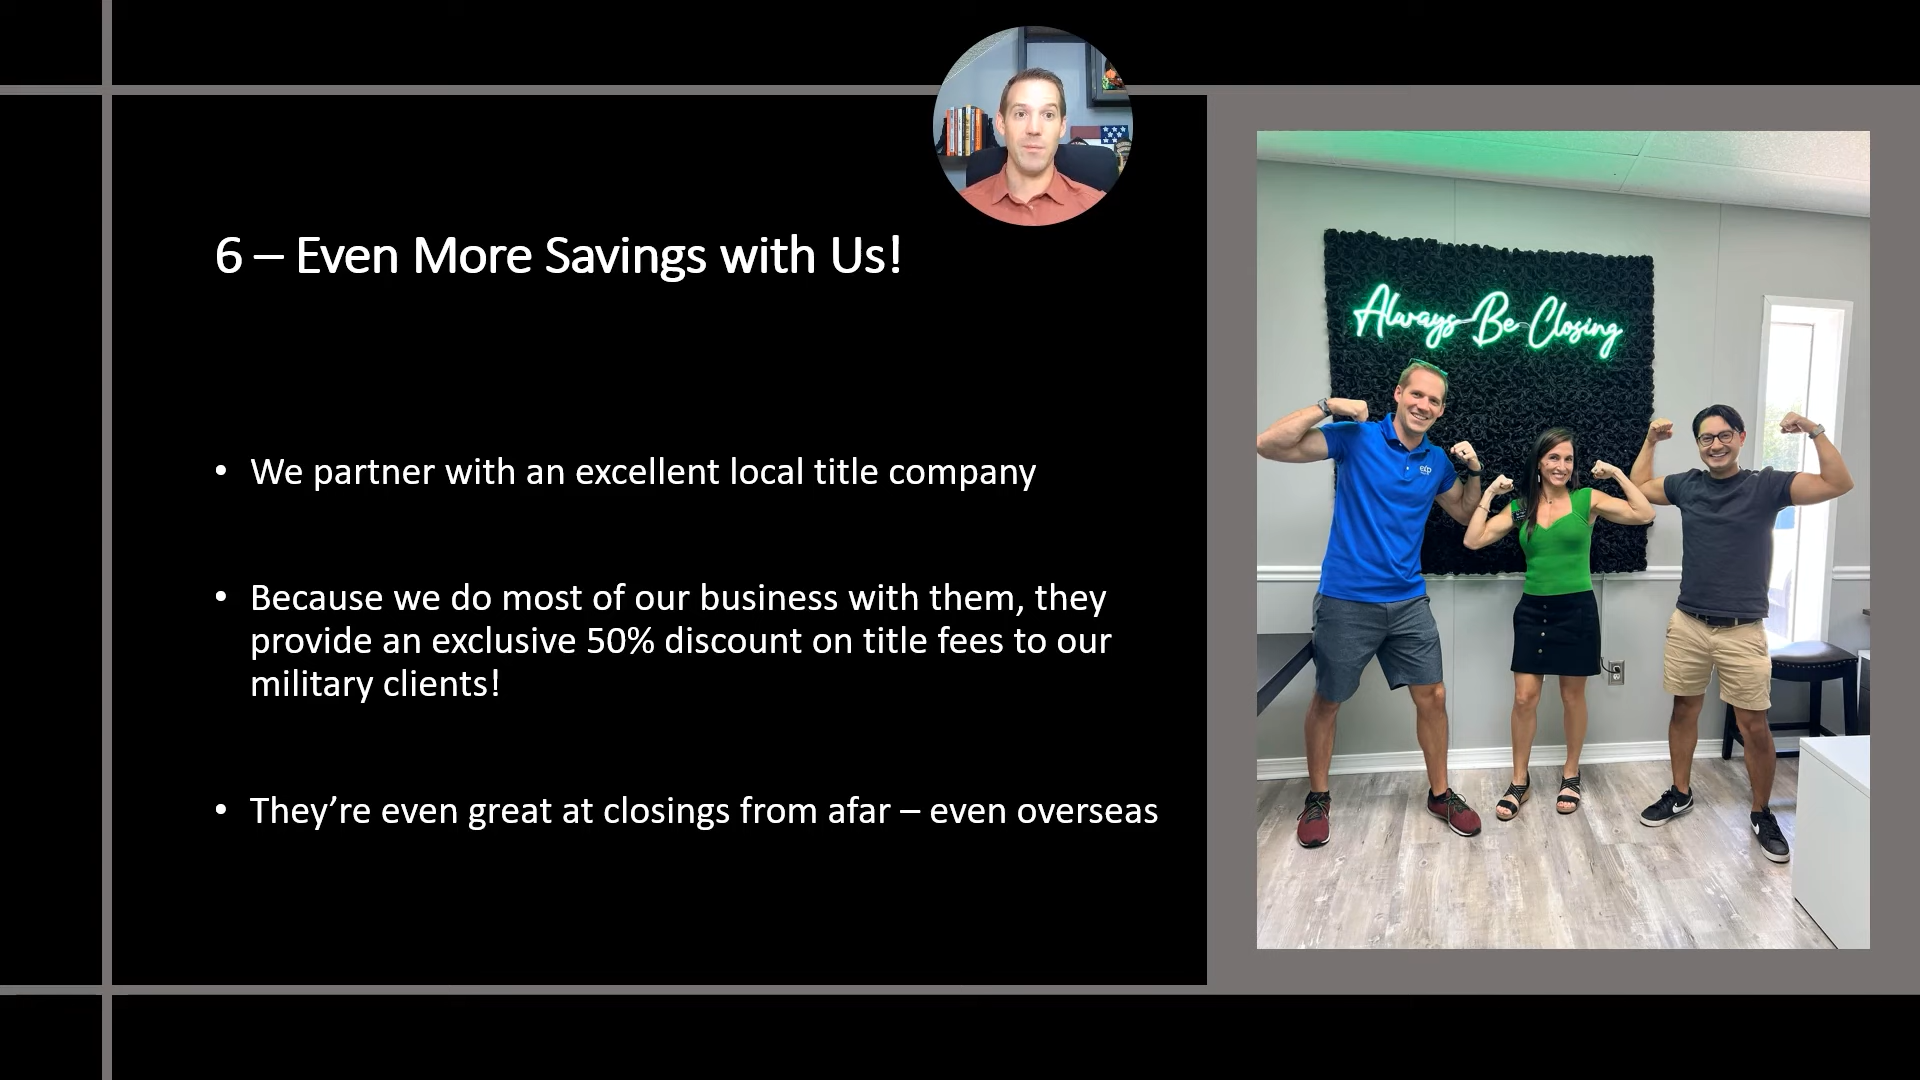 6 – Even More Savings with Us!
• We partner with an excellent local title company
• Because we do most of our business with them, they
provide an exclusive 50% discount on title fees to our
military clients!
• They’re even great at closings from afar – even overseas
Always Be Closing
exp